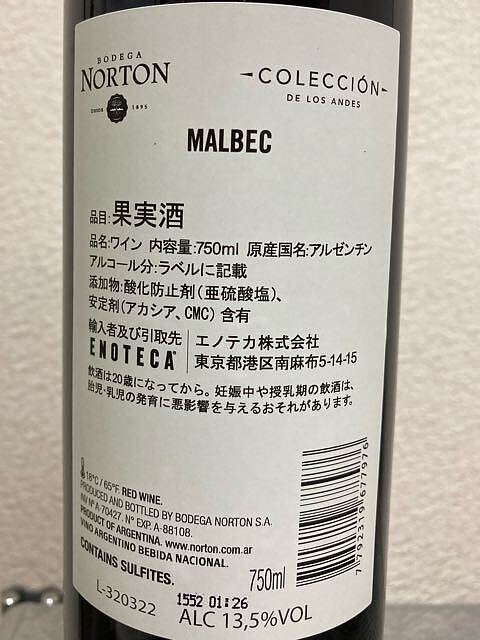 BODEGA
NORTON
DESDE 1895
COLECCIÓN
DE LOS ANDES
MALBEC
品目:果実酒
品名:ワイン 内容量:750ml 原産国名:アルゼンチン
アルコール分:ラベルに記載
添加物:酸化防止剤(亜硫酸塩)、
安定剤(アカシア、CMC)含有
輸入者及び引取先
ENOTECA
エノテカ株式会社
東京都港区南麻布5-14-15
飲酒は20歳になってから。妊娠中や授乳期の飲酒は、
胎児・乳児の発育に悪影響を与えるおそれがあります。
18°C / 65°F. RED WINE.
PRODUCED AND BOTTLED BY BODEGA NORTON S.A.
INV N° A-70427. N° EXP. A-88108.
PRODUCT OF ARGENTINA. www.norton.com.ar
VINO ARGENTINO BEBIDA NACIONAL.
CONTAINS SULFITES.
750ml
L-320322
1552 01:26
ALC 13,5%VOL
7792319677976